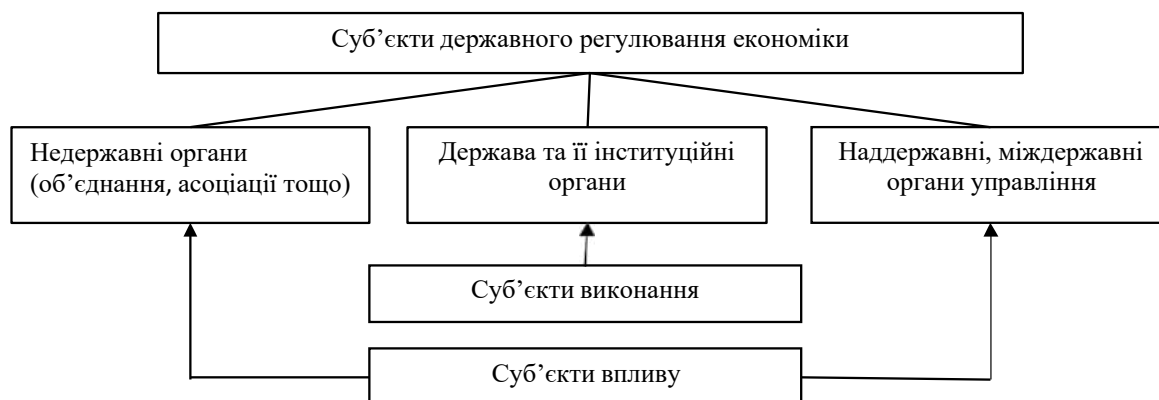 Суб’єкти державного регулювання економіки
Недержавні органи
(об’єднання, асоціації тощо)
Держава та її інституційні
органи
Наддержавні, міждержавні
органи управління
Суб’єкти виконання
Суб’єкти впливу